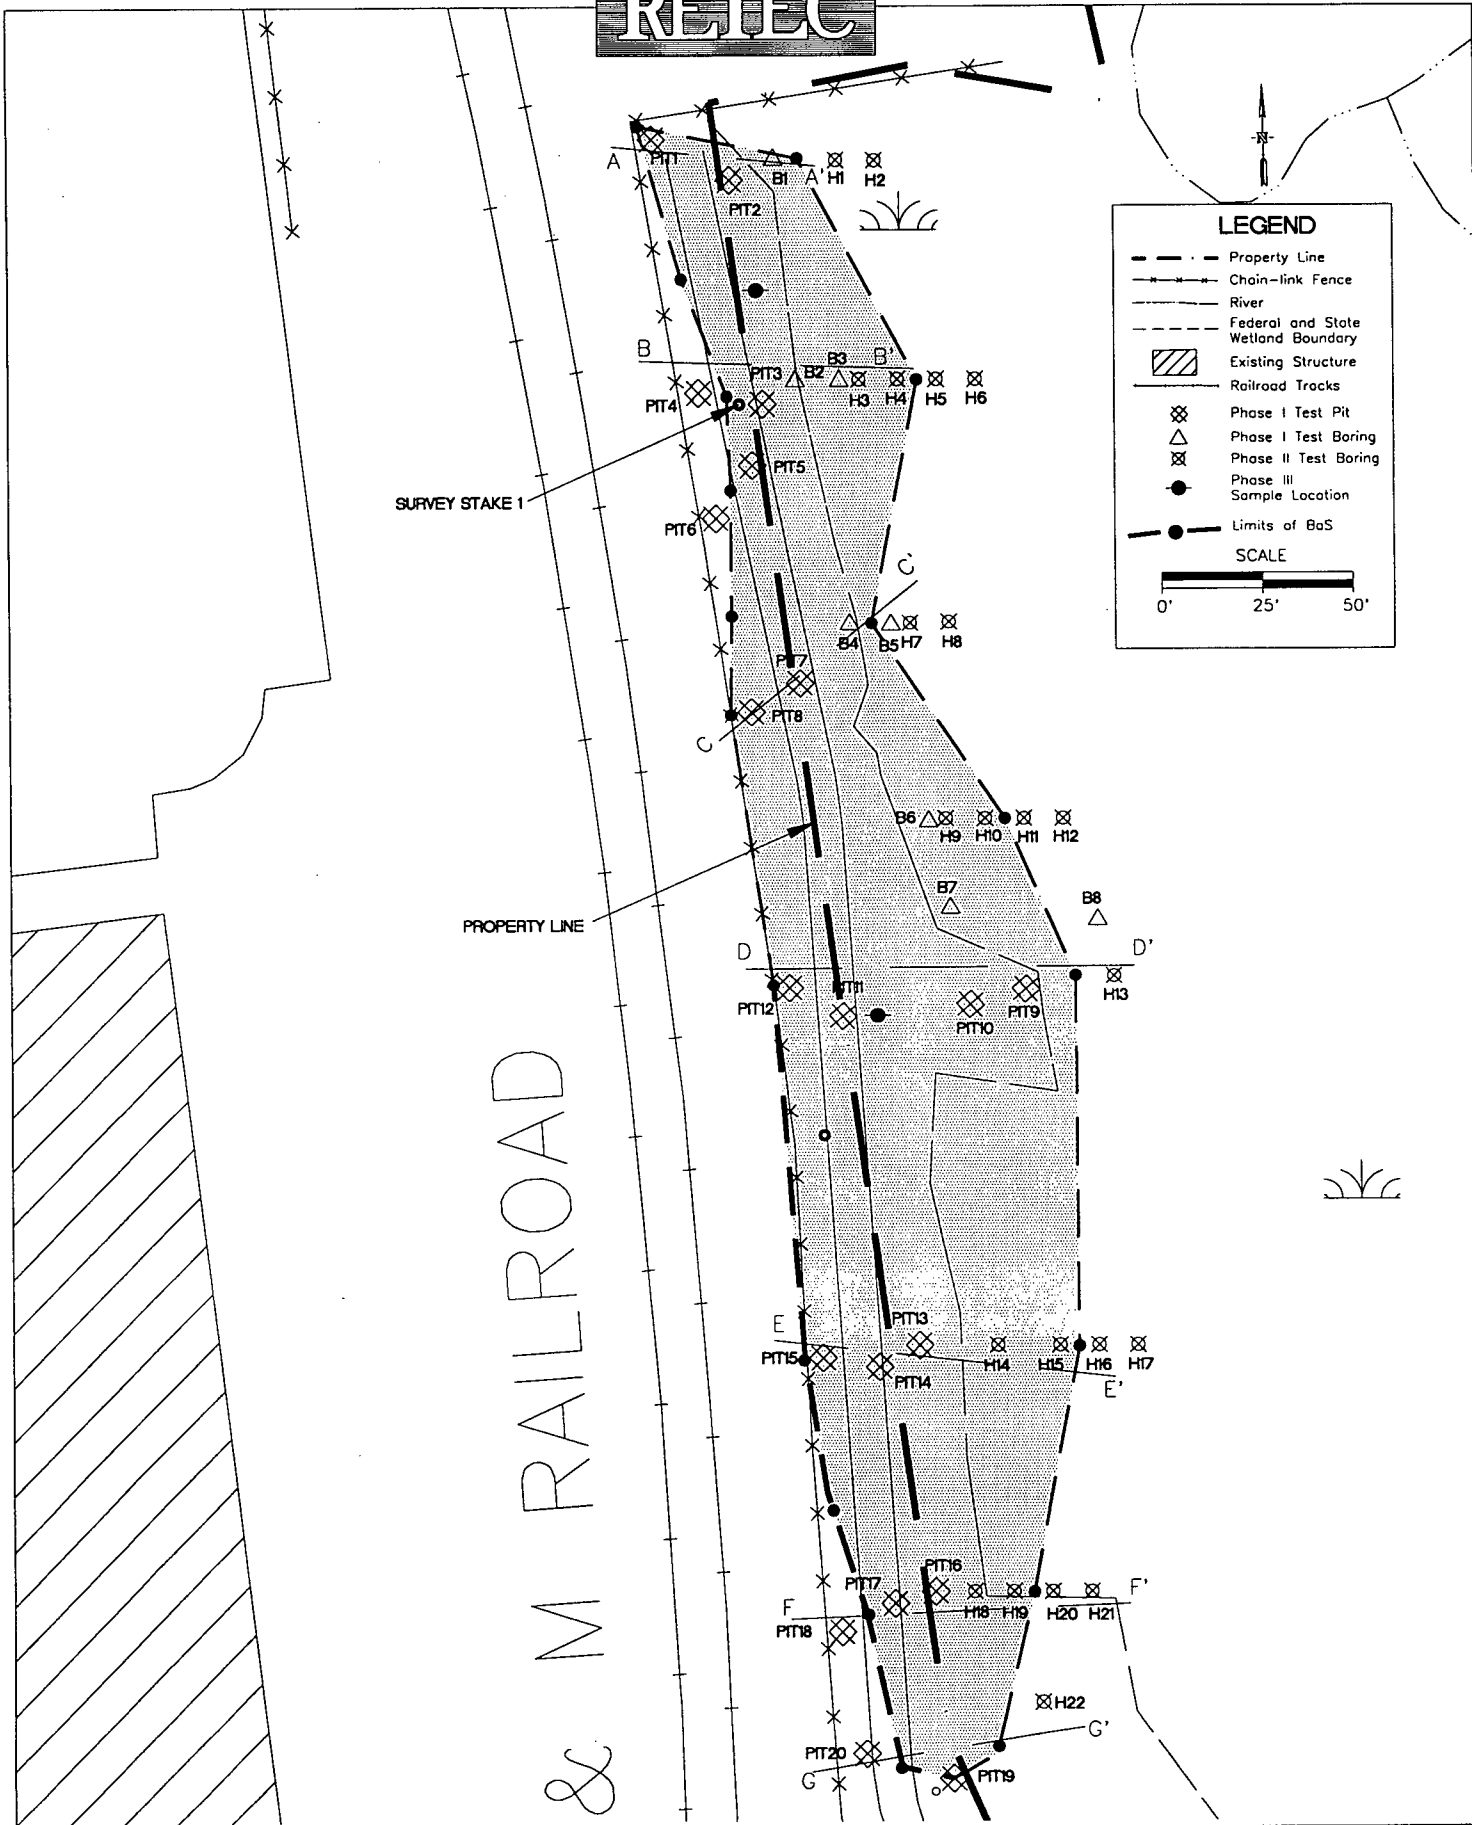 RETEC
A
PIT1
B1
A'
H1
H2
PIT2
LEGEND
Property Line
Chain-link Fence
River
Federal and State
Wetland Boundary
Existing Structure
Railroad Tracks
Phase I Test Pit
Phase I Test Boring
Phase II Test Boring
Phase III
Sample Location
Limits of BaS
SCALE
0' 25' 50'
B
PIT3
B2
B3
B'
H3
H4
H5
H6
PIT4
PIT5
SURVEY STAKE 1
PIT6
C'
B4
B5
H7
H8
PIT7
PIT8
C
B6
H9
H10
H11
H12
B7
B8
PROPERTY LINE
D
D'
PIT12
PIT11
PIT10
PIT9
H13
E
PIT13
PIT15
PIT14
H14
H15
H16
H17
E'
PIT16
PIT17
F
F'
PIT18
H18
H19
H20
H21
H22
G'
PIT20
G
PIT19
& M RAILROAD